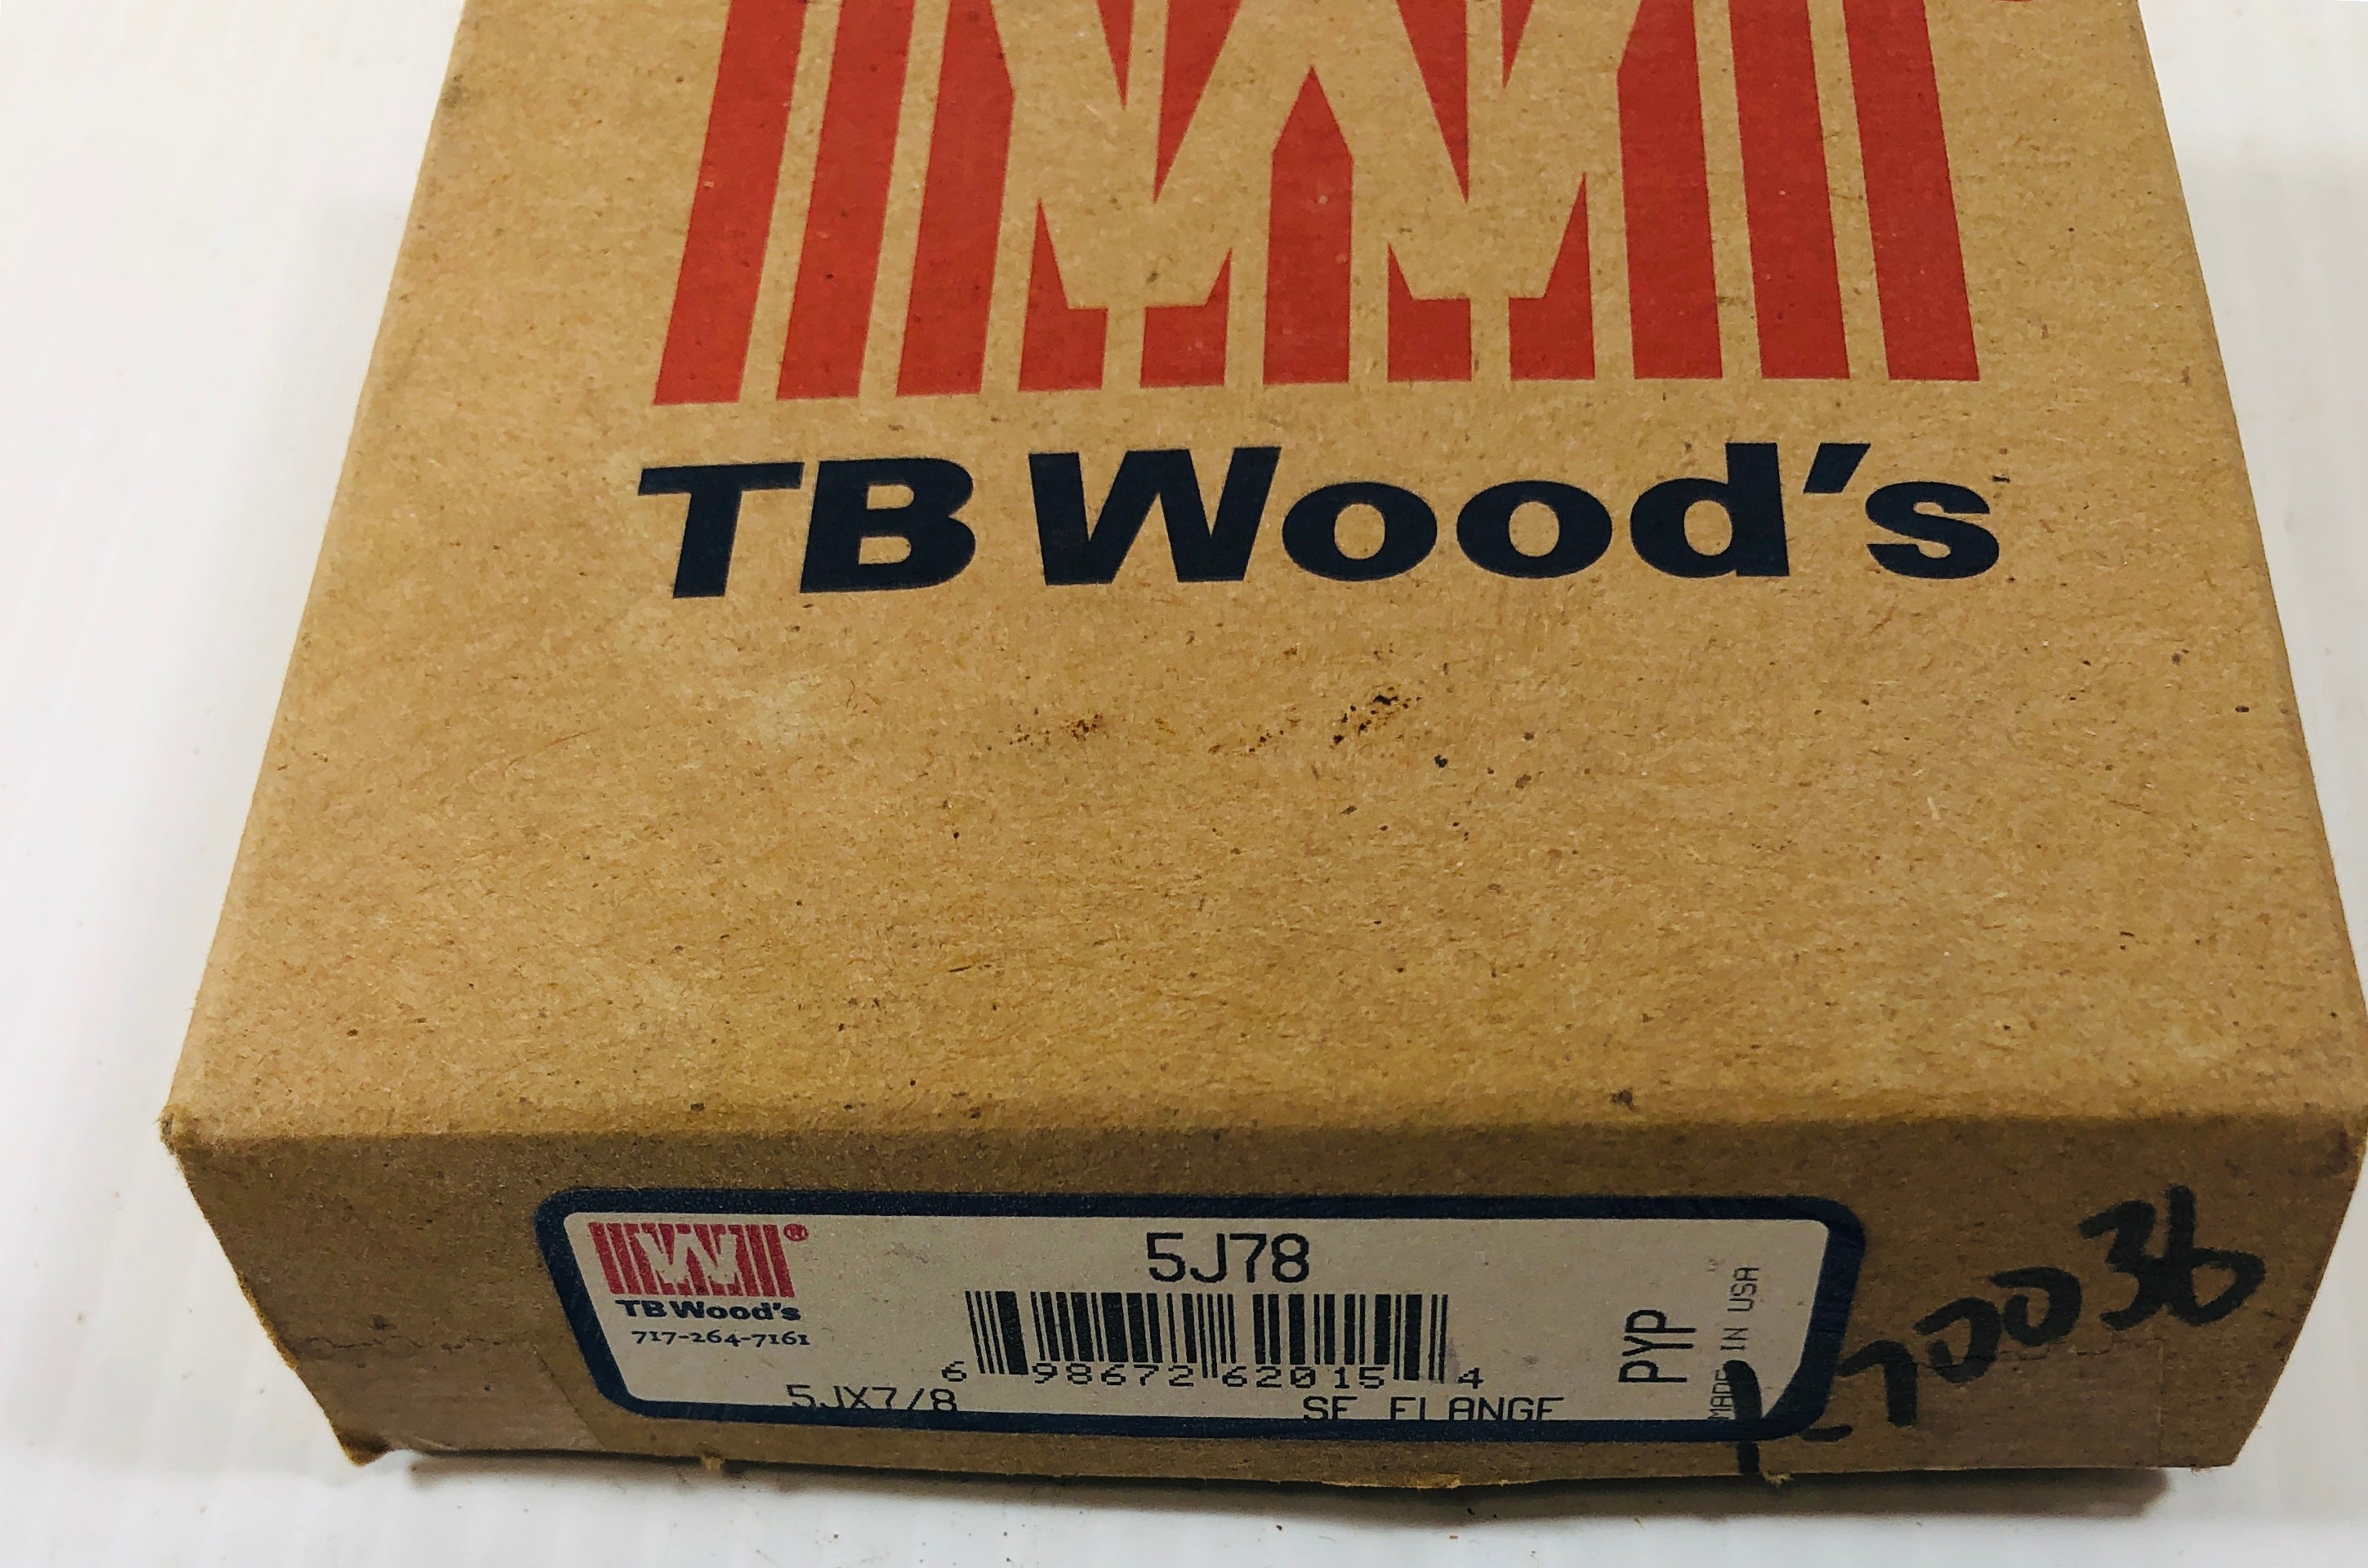 TB Wood's
5J78
®
TB Wood's
717-264-7161
6 98672 62015 4
5JX7/8 SF FLANGE
PYP
MADE IN USA
70036